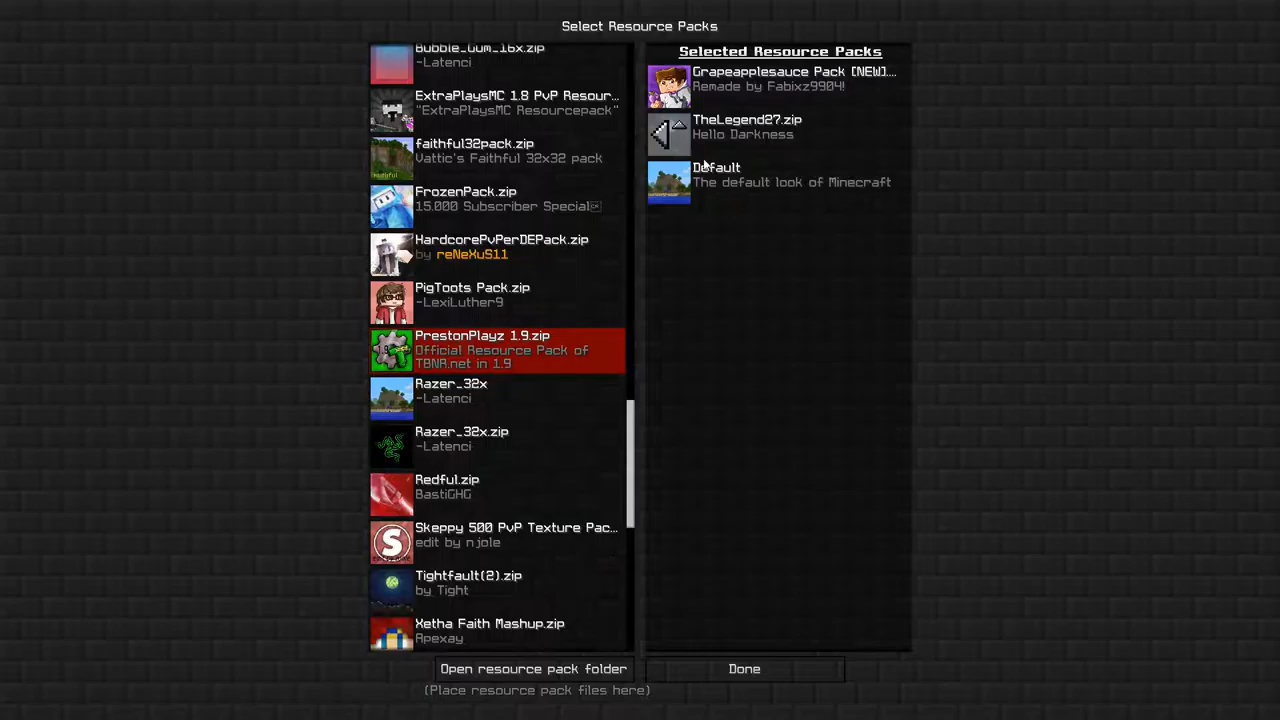 Select Resource Packs
Bubble_Gum_16x.zip
-Latenci
ExtraPlaysMC 1.8 PvP Resour...
"ExtraPlaysMC Resourcepack"
faithful32pack.zip
Vattic's Faithful 32x32 pack
FrozenPack.zip
15.000 Subscriber Special
HardcorePvPerDEPack.zip
by reNeXuS11
PigToots Pack.zip
-LexiLuther9
PrestonPlayz 1.9.zip
Official Resource Pack of
TBNR.net in 1.9
Razer_32x
-Latenci
Razer_32x.zip
-Latenci
Redful.zip
BastiGHG
Skeppy 500 PvP Texture Pac...
edit by njole
Tightfault(2).zip
by Tight
Xetha Faith Mashup.zip
Apexay
Selected Resource Packs
Grapeapplesauce Pack [NEW]....
Remade by Fabixz9904!
TheLegend27.zip
Hello Darkness
Default
The default look of Minecraft
Open resource pack folder
Done
(Place resource pack files here)